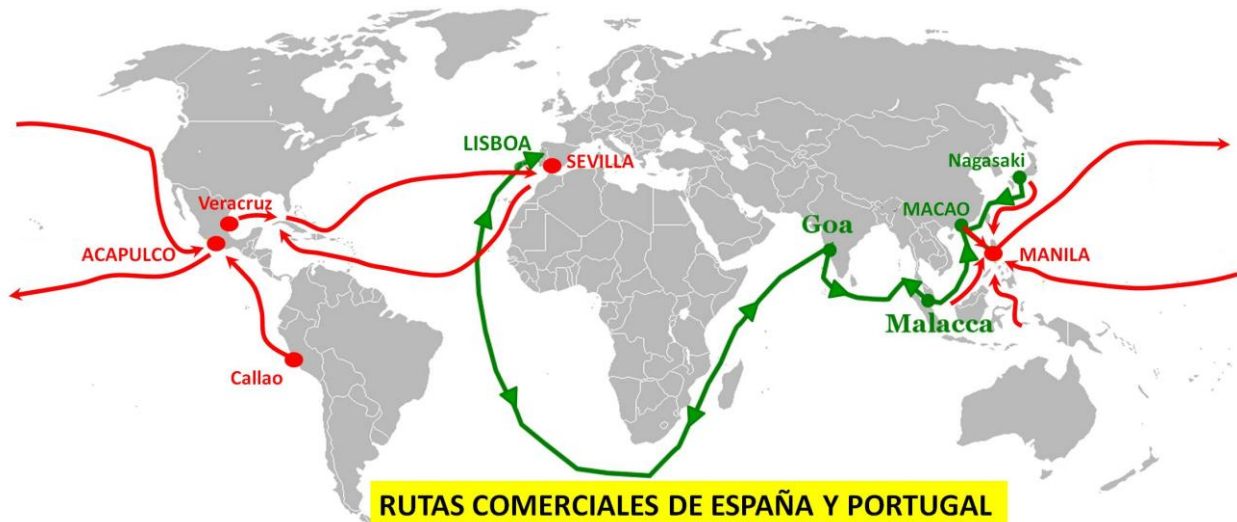 LISBOA
SEVILLA
Nagasaki
Veracruz
MACAO
Goa
ACAPULCO
MANILA
Malacca
Callao
RUTAS COMERCIALES DE ESPAÑA Y PORTUGAL